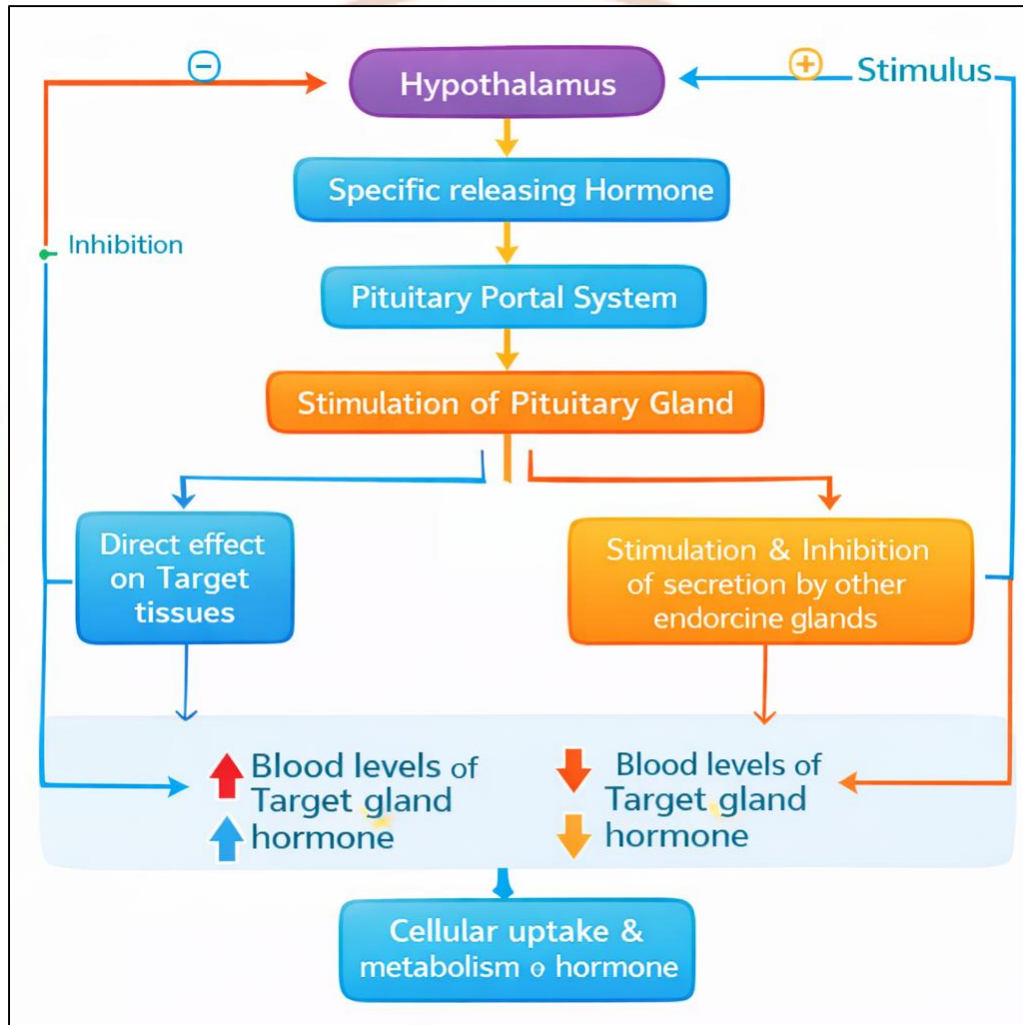 Hypothalamus
Stimulus
Specific releasing Hormone
Inhibition
Pituitary Portal System
Stimulation of Pituitary Gland
Direct effect
on Target
tissues
Stimulation & Inhibition
of secretion by other
endorcine glands
Blood levels of
Target gland
hormone
Blood levels of
Target gland
hormone
Cellular uptake &
metabolism o hormone